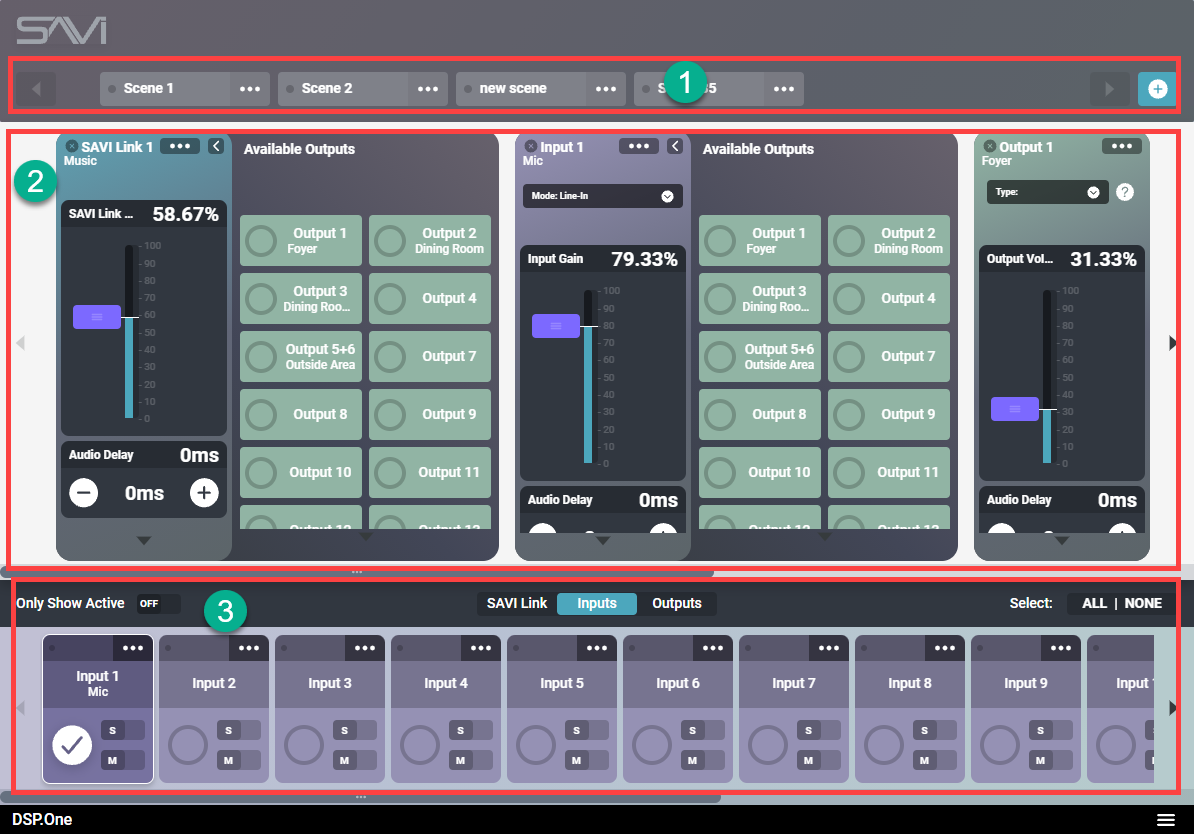 SAVI
Scene 1 ••• Scene 2 ••• new scene ••• 1 •••
2
SAVI Link 1 •••
Music
SAVI Link ... 58.67%
100
90
80
70
60
50
40
30
20
10
0
Audio Delay 0ms
0ms
Available Outputs
Output 1
Foyer
Output 2
Dining Room
Output 3
Dining Roo...
Output 4
Output 5+6
Outside Area
Output 7
Output 8
Output 9
Output 10
Output 11
Output 12
Output 13
Input 1 •••
Mic
Mode: Line-In
Input Gain 79.33%
100
90
80
70
60
50
40
30
20
10
0
Audio Delay 0ms
Available Outputs
Output 1
Foyer
Output 2
Dining Room
Output 3
Dining Roo...
Output 4
Output 5+6
Outside Area
Output 7
Output 8
Output 9
Output 10
Output 11
Output 12
Output 13
Output 1 •••
Foyer
Type: ?
Output Vol... 31.33%
100
90
80
70
60
50
40
30
20
10
0
Audio Delay 0ms
Only Show Active OFF 3 SAVI Link Inputs Outputs Select: ALL | NONE
Input 1
Mic
S
M
Input 2
S
M
Input 3
S
M
Input 4
S
M
Input 5
S
M
Input 6
S
M
Input 7
S
M
Input 8
S
M
Input 9
S
M
Input
DSP.One